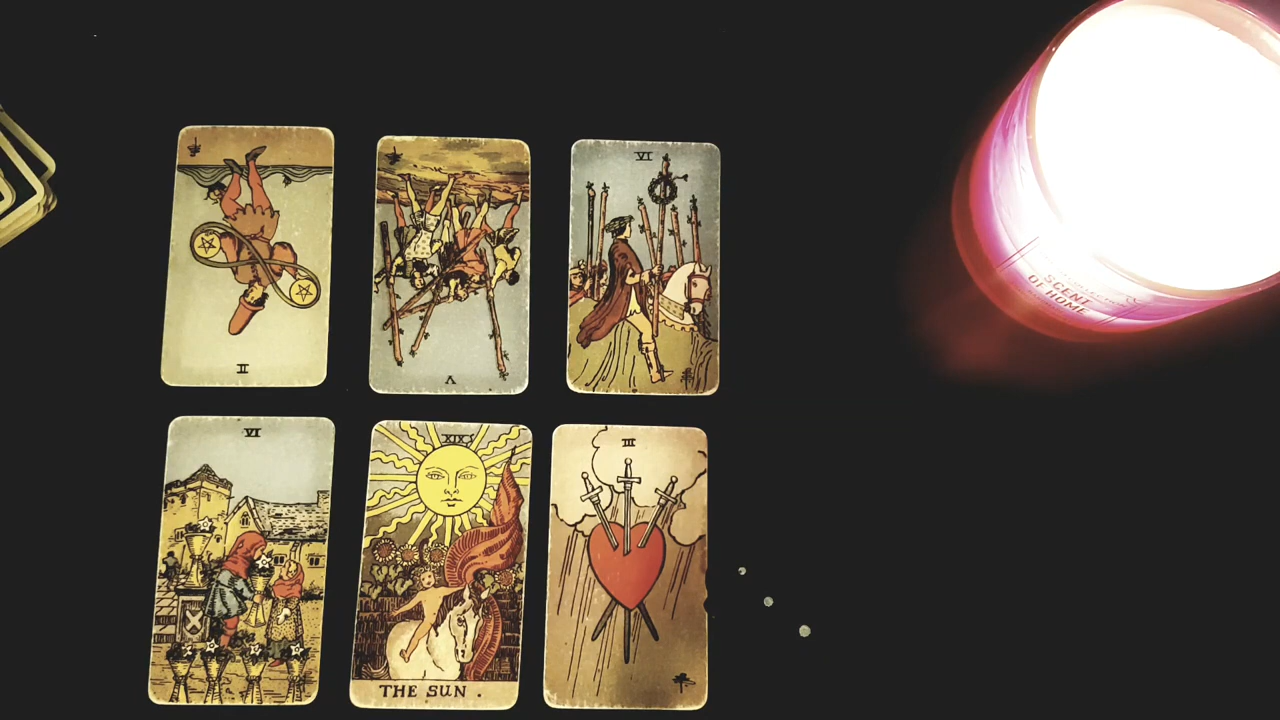 VI
II
V
VI
XIX
III
THE SUN .
SCENT
OF HOME